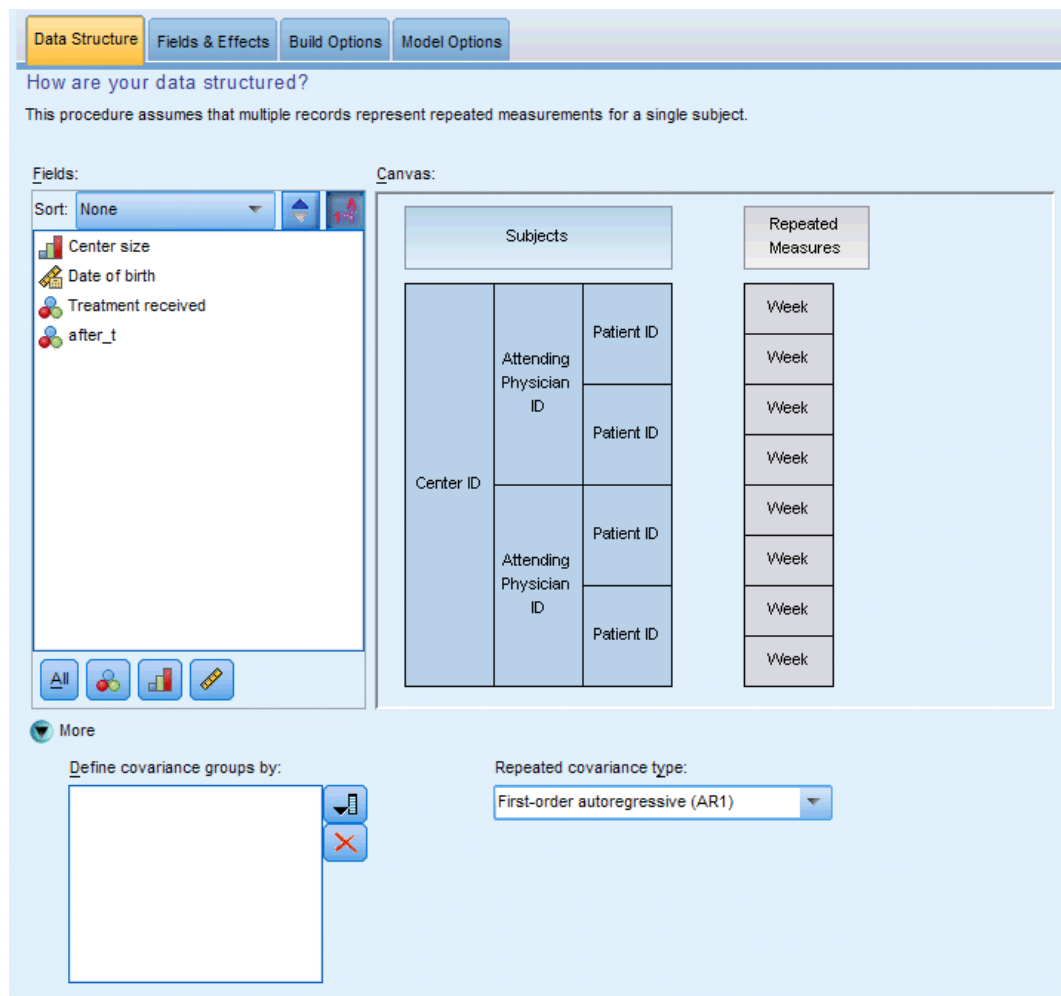 Data Structure
Fields & Effects
Build Options
Model Options
How are your data structured?
This procedure assumes that multiple records represent repeated measurements for a single subject.
Fields:
Canvas:
Sort: None
Center size
Date of birth
Treatment received
after_t
All
Subjects
Repeated
Measures
Center ID
Attending
Physician
ID
Attending
Physician
ID
Patient ID
Patient ID
Patient ID
Patient ID
Week
Week
Week
Week
Week
Week
Week
Week
More
Define covariance groups by:
Repeated covariance type:
First-order autoregressive (AR1)